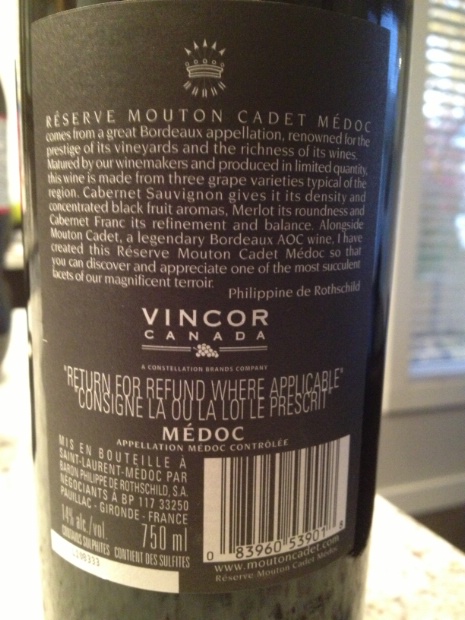 RÉSERVE MOUTON CADET MÉDOC
comes from a great Bordeaux appellation, renowned for the
prestige of its vineyards and the richness of its wines.
Matured by our winemakers and produced in limited quantity,
this wine is made from three grape varieties typical of the
region. Cabernet Sauvignon gives it its density and
concentrated black fruit aromas, Merlot its roundness and
Cabernet Franc its refinement and balance. Alongside
Mouton Cadet, a legendary Bordeaux AOC wine, I have
created this Réserve Mouton Cadet Médoc so that
you can discover and appreciate one of the most succulent
facets of our magnificent terroir.
Philippine de Rothschild
VINCOR
CANADA
A CONSTELLATION BRANDS COMPANY
"RETURN FOR REFUND WHERE APPLICABLE"
"CONSIGNE LÀ OÙ LA LOI LE PRESCRIT"
MÉDOC
APPELLATION MÉDOC CONTRÔLÉE
MIS EN BOUTEILLE À
SAINT-LAURENT-MÉDOC PAR
BARON PHILIPPE DE ROTHSCHILD, S.A.
NÉGOCIANTS À BP 117 33250
PAUILLAC - GIRONDE - FRANCE
14% alc./vol. 750 ml
CONTAINS SULPHITES CONTIENT DES SULFITES
0 83960 53901 8
www.moutoncadet.com
Réserve Mouton Cadet Médoc